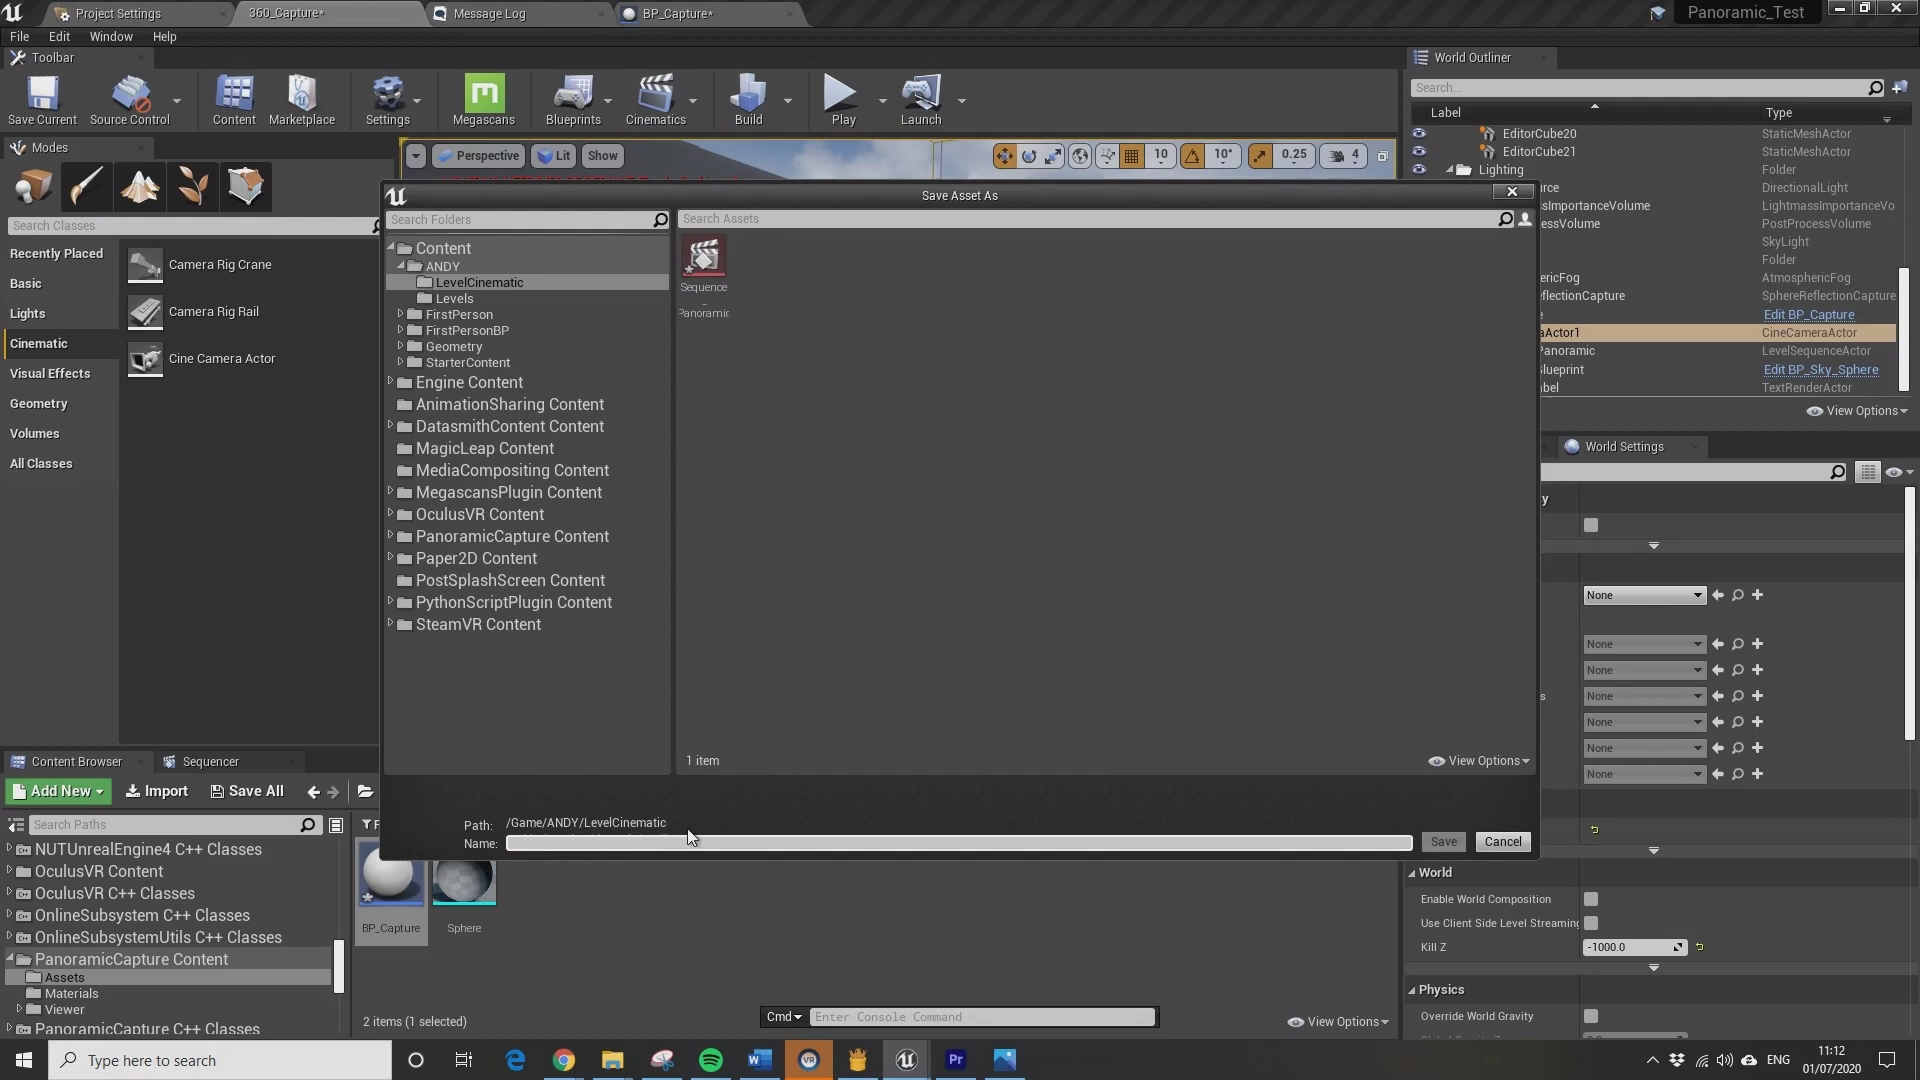 Project Settings
360_Capture*
Message Log
BP_Capture*
Panoramic_Test
File Edit Window Help
Toolbar
Save Current
Source Control
Content
Marketplace
Settings
Megascans
Blueprints
Cinematics
Build
Play
Launch
World Outliner
Search...
Label Type
EditorCube20 StaticMeshActor
EditorCube21 StaticMeshActor
Lighting Folder
DirectionalLight
massImportanceVolume LightmassImportanceVo
PostProcessVolume
SkyLight
Folder
AtmosphericFog
SphereReflectionCapture
Edit BP_Capture
aActor1 CineCameraActor
Panoramic LevelSequenceActor
Edit BP_Sky_Sphere
TextRenderActor
View Options
Modes
Search Classes
Recently Placed
Basic
Lights
Cinematic
Visual Effects
Geometry
Volumes
All Classes
Camera Rig Crane
Camera Rig Rail
Cine Camera Actor
Perspective
Lit
Show
10
10°
0.25
4
Save Asset As
Search Folders
Search Assets
Content
ANDY
LevelCinematic
Levels
FirstPerson
FirstPersonBP
Geometry
StarterContent
Engine Content
AnimationSharing Content
DatasmithContent Content
MagicLeap Content
MediaCompositing Content
MegascansPlugin Content
OculusVR Content
PanoramicCapture Content
Paper2D Content
PostSplashScreen Content
PythonScriptPlugin Content
SteamVR Content
Sequence
_
Panoramic
1 item
View Options
Path: /Game/ANDY/LevelCinematic
Name:
Save
Cancel
World Settings
None
None
None
None
None
None
None
World
Enable World Composition
Use Client Side Level Streaming
Kill Z -1000.0
Physics
Override World Gravity
Content Browser
Sequencer
Add New
Import
Save All
Search Paths
NUTUnrealEngine4 C++ Classes
OculusVR Content
OculusVR C++ Classes
OnlineSubsystem C++ Classes
OnlineSubsystemUtils C++ Classes
PanoramicCapture Content
Assets
Materials
Viewer
PanoramicCapture C++ Classes
BP_Capture
Sphere
2 items (1 selected)
Cmd
Enter Console Command
View Options
Type here to search
ENG
11:12
01/07/2020